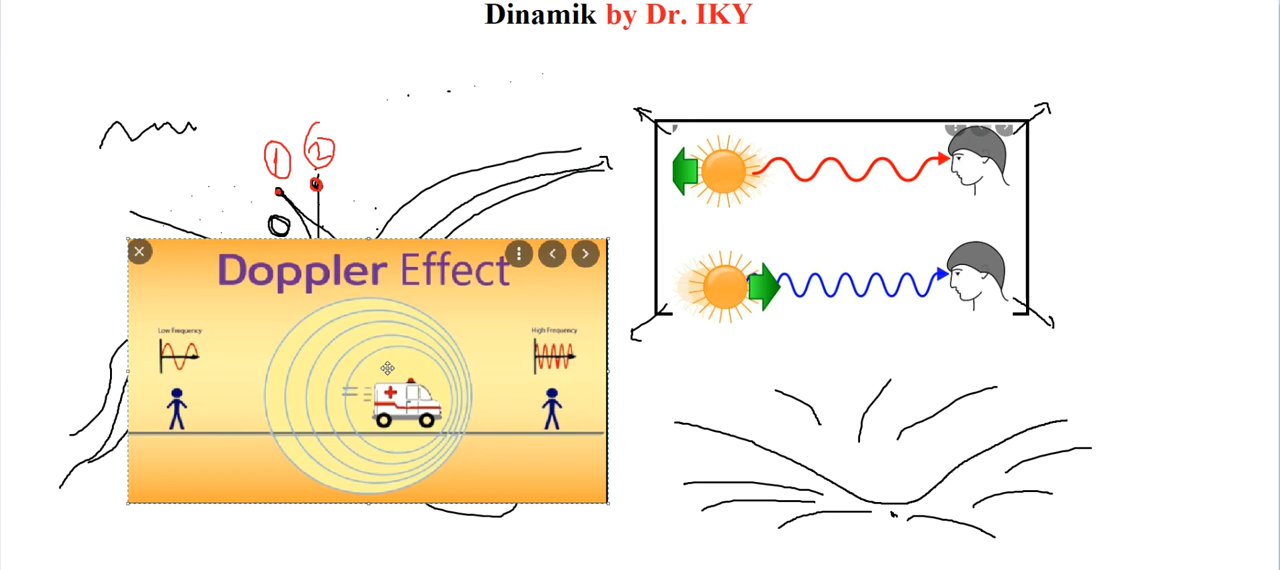 Dinamik by Dr. IKY
1 2
Doppler Effect
Low Frequency
High Frequency